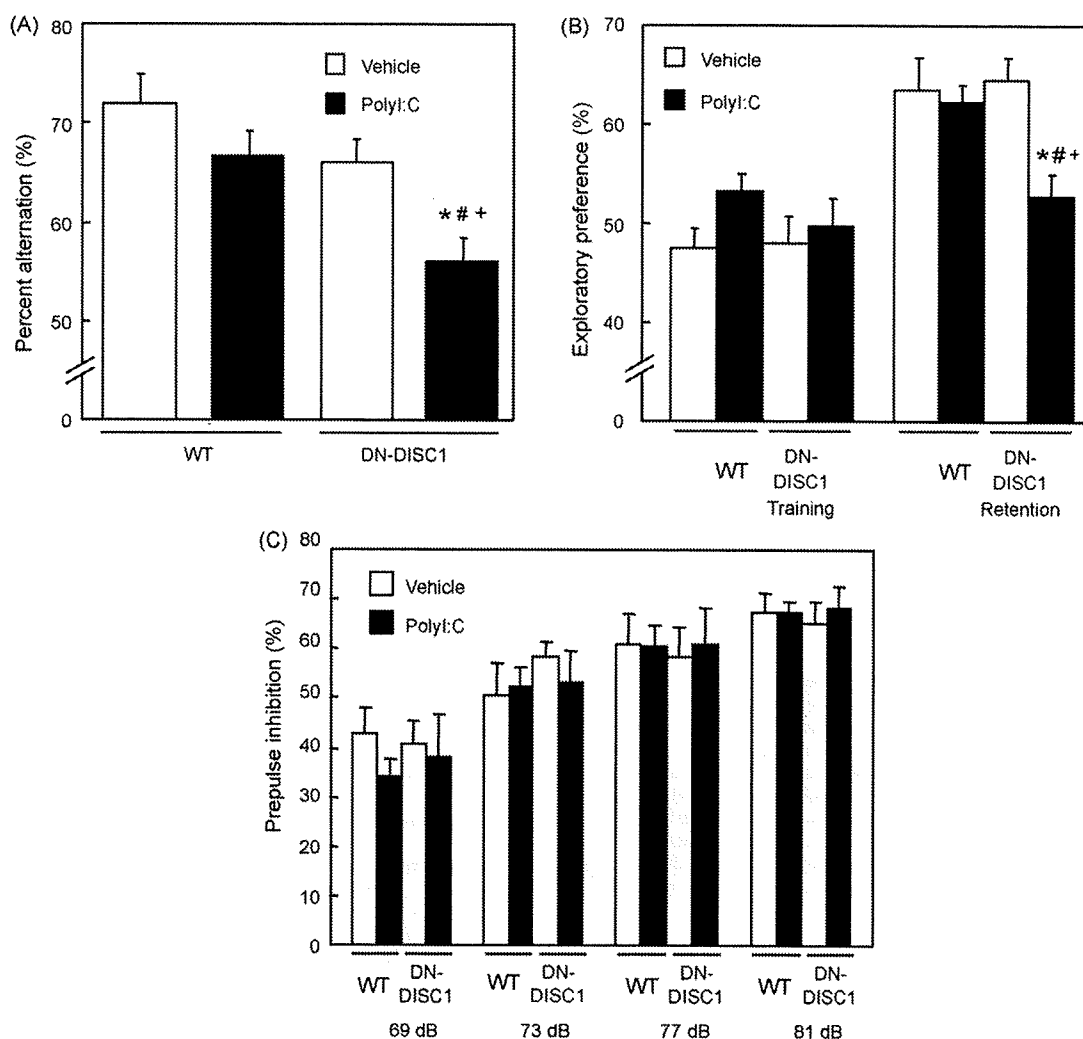 (A)
80
70
60
50
0
Percent alternation (%)
Vehicle
PolyI:C
* # +
WT DN-DISC1
(B)
70
60
50
40
0
Exploratory preference (%)
Vehicle
PolyI:C
*#+
WT DN-DISC1 WT DN-DISC1
Training Retention
(C)
80
70
60
50
40
30
20
10
0
Prepulse inhibition (%)
Vehicle
PolyI:C
WT DN-DISC1 WT DN-DISC1 WT DN-DISC1 WT DN-DISC1
69 dB 73 dB 77 dB 81 dB